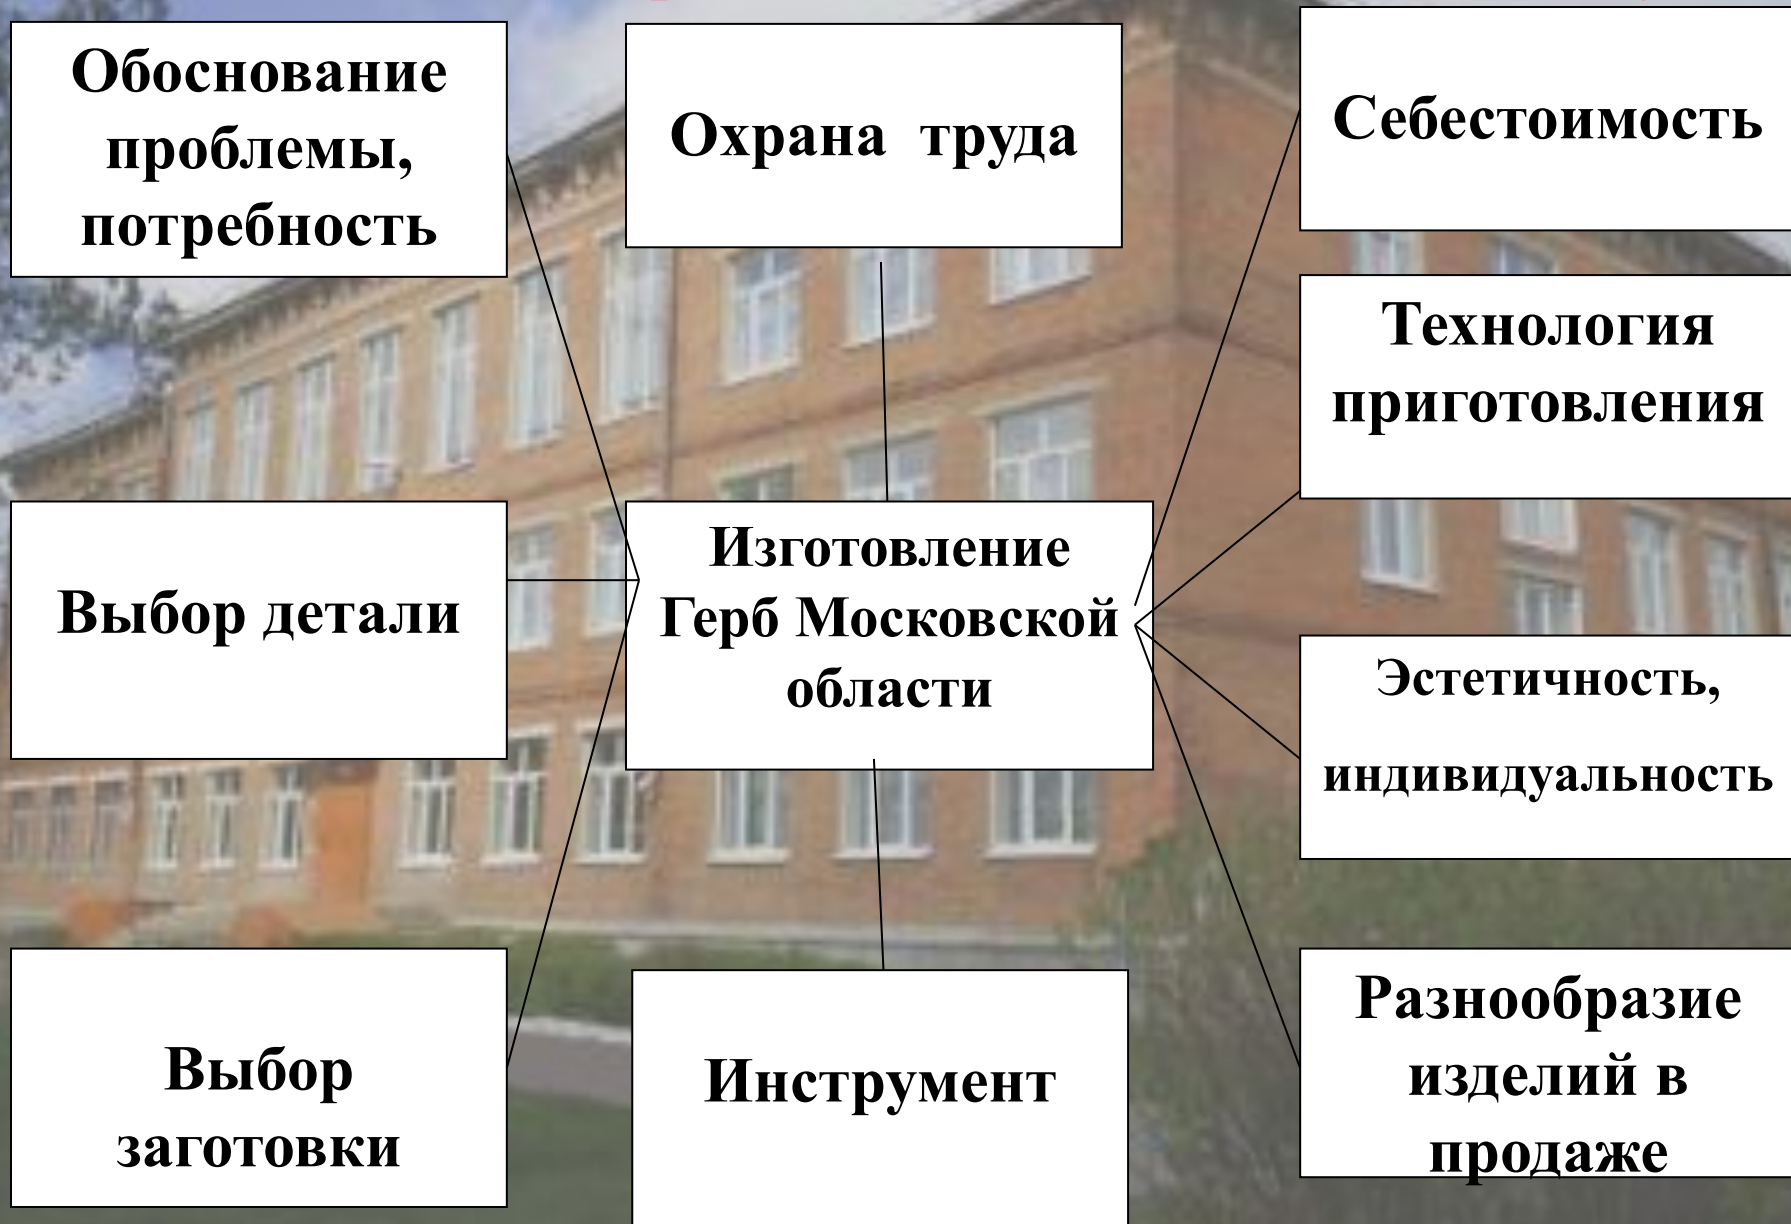 Обоснование
проблемы,
потребность
Охрана труда
Себестоимость
Технология
приготовления
Выбор детали
Изготовление
Герб Московской
области
Эстетичность,
индивидуальность
Выбор
заготовки
Инструмент
Разнообразие
изделий в
продаже